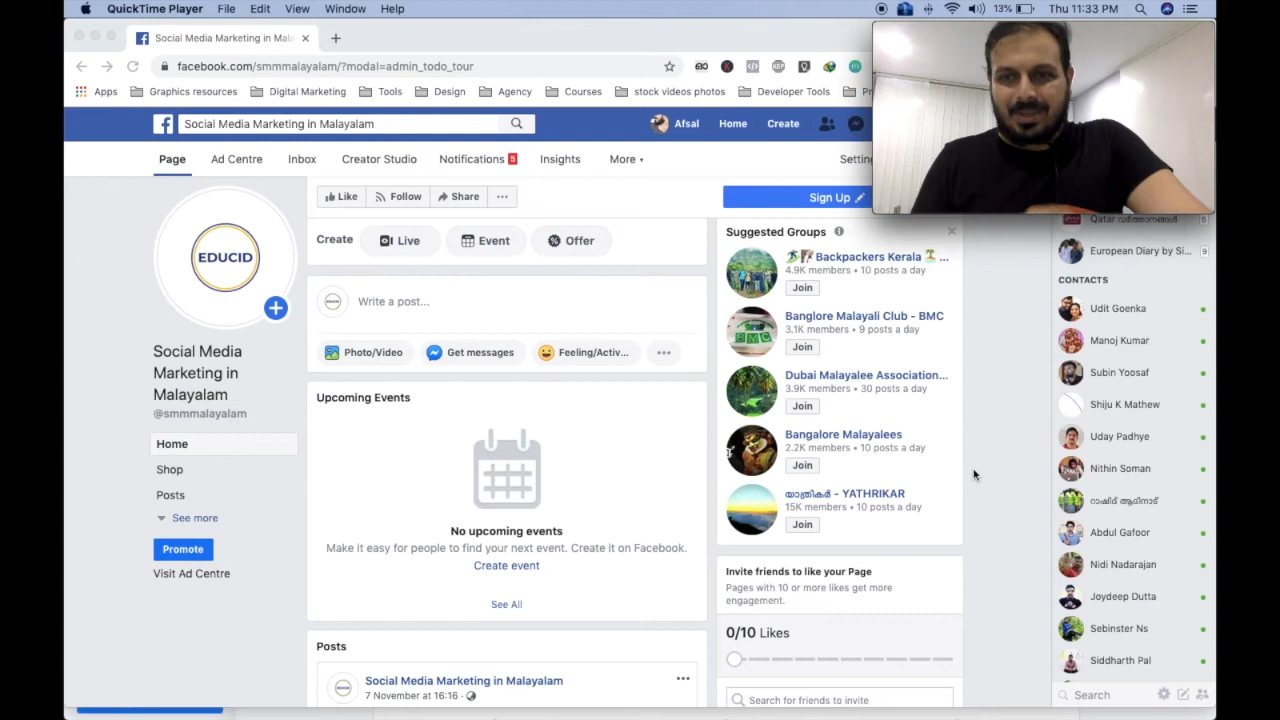 QuickTime Player File Edit View Window Help
13% Thu 11:33 PM
Social Media Marketing in Mala
facebook.com/smmmalayalam/?modal=admin_todo_tour
Apps Graphics resources Digital Marketing Tools Design Agency Courses stock videos photos Developer Tools
Social Media Marketing in Malayalam
Afsal Home Create
Page Ad Centre Inbox Creator Studio Notifications 5 Insights More
EDUCID
Social Media
Marketing in
Malayalam
@smmmalayalam
Home
Shop
Posts
See more
Promote
Visit Ad Centre
Like Follow Share ...
Sign Up
Create Live Event Offer
Write a post...
Photo/Video Get messages Feeling/Activ... ...
Upcoming Events
No upcoming events
Make it easy for people to find your next event. Create it on Facebook.
Create event
See All
Posts
Social Media Marketing in Malayalam ...
7 November at 16:16 ·
Suggested Groups
Backpackers Kerala ...
4.9K members • 10 posts a day
Join
Banglore Malayali Club - BMC
3.1K members • 9 posts a day
Join
Dubai Malayalee Association...
3.9K members • 30 posts a day
Join
Bangalore Malayalees
2.2K members • 10 posts a day
Join
യാത്രികർ - YATHRIKAR
15K members • 10 posts a day
Join
Invite friends to like your Page
Pages with 10 or more likes get more
engagement.
0/10 Likes
Search for friends to invite
Qatar വർത്തമാനങ്ങൾ 5
European Diary by Si... 9
CONTACTS
Udit Goenka
Manoj Kumar
Subin Yoosaf
Shiju K Mathew
Uday Padhye
Nithin Soman
റാഷിദ് ആദിനാട്
Abdul Gafoor
Nidi Nadarajan
Joydeep Dutta
Sebinster Ns
Siddharth Pal
Search